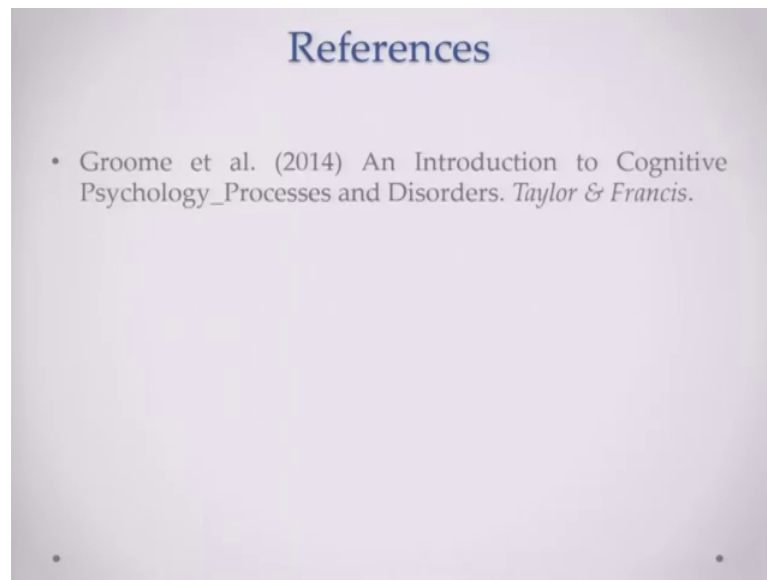 References
• Groome et al. (2014) An Introduction to Cognitive
Psychology_Processes and Disorders. Taylor & Francis.